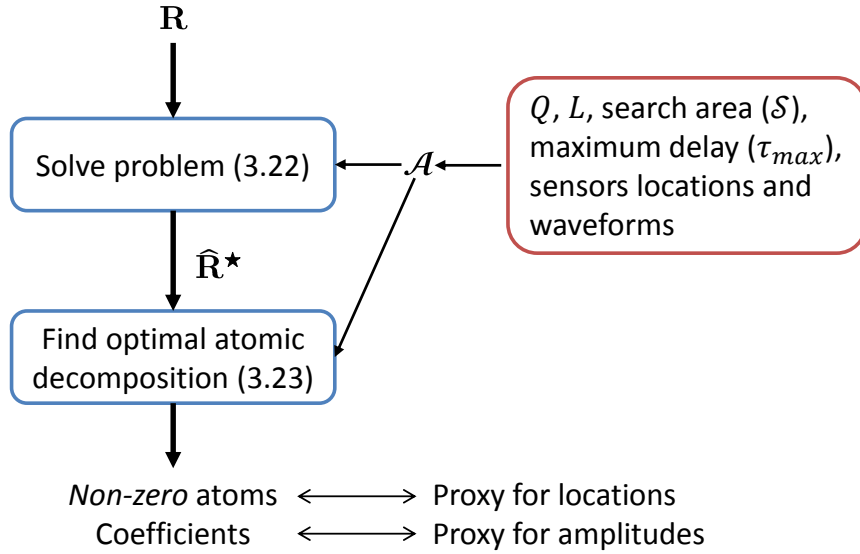 R
Q, L, search area (𝒮),
maximum delay (τ_max),
sensors locations and
waveforms
Solve problem (3.22)
𝒜
R̂★
Find optimal atomic
decomposition (3.23)
Non-zero atoms ⟷ Proxy for locations
Coefficients ⟷ Proxy for amplitudes